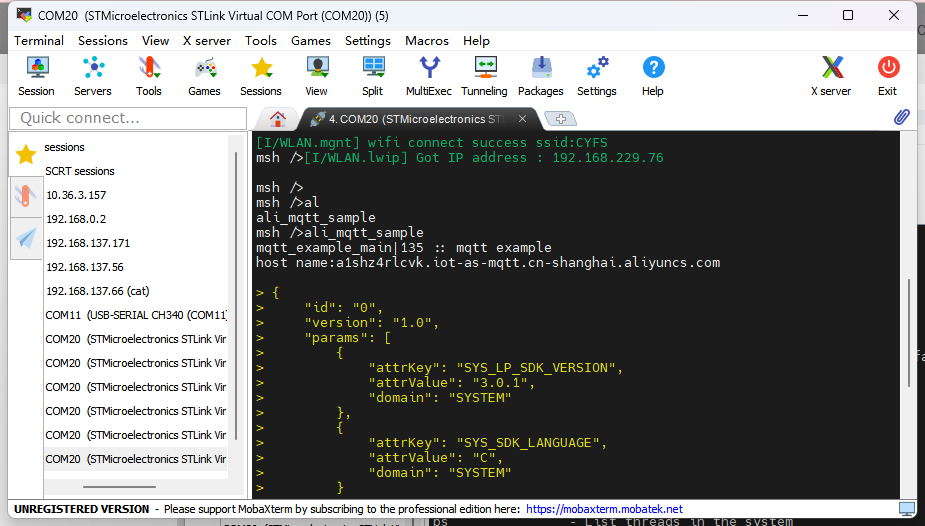 COM20 (STMicroelectronics STLink Virtual COM Port (COM20)) (5)
Terminal Sessions View X server Tools Games Settings Macros Help
Session Servers Tools Games Sessions View Split MultiExec Tunneling Packages Settings Help X server Exit
Quick connect...
4. COM20 (STMicroelectronics ST
sessions
SCRT sessions
10.36.3.157
192.168.0.2
192.168.137.171
192.168.137.56
192.168.137.66 (cat)
COM11 (USB-SERIAL CH340 (COM11)
COM20 (STMicroelectronics STLink Vir
COM20 (STMicroelectronics STLink Vir
COM20 (STMicroelectronics STLink Vir
COM20 (STMicroelectronics STLink Vir
COM20 (STMicroelectronics STLink Vir
COM20 (STMicroelectronics STLink Vir
[I/WLAN.mgnt] wifi connect success ssid:CYFS
msh />[I/WLAN.lwip] Got IP address : 192.168.229.76
msh />
msh />al
ali_mqtt_sample
msh />ali_mqtt_sample
mqtt_example_main|135 :: mqtt example
host name:a1shz4rlcvk.iot-as-mqtt.cn-shanghai.aliyuncs.com
> {
>     "id": "0",
>     "version": "1.0",
>     "params": [
>         {
>             "attrKey": "SYS_LP_SDK_VERSION",
>             "attrValue": "3.0.1",
>             "domain": "SYSTEM"
>         },
>         {
>             "attrKey": "SYS_SDK_LANGUAGE",
>             "attrValue": "C",
>             "domain": "SYSTEM"
>         }
UNREGISTERED VERSION - Please support MobaXterm by subscribing to the professional edition here: https://mobaxterm.mobatek.net
ps - List threads in the system